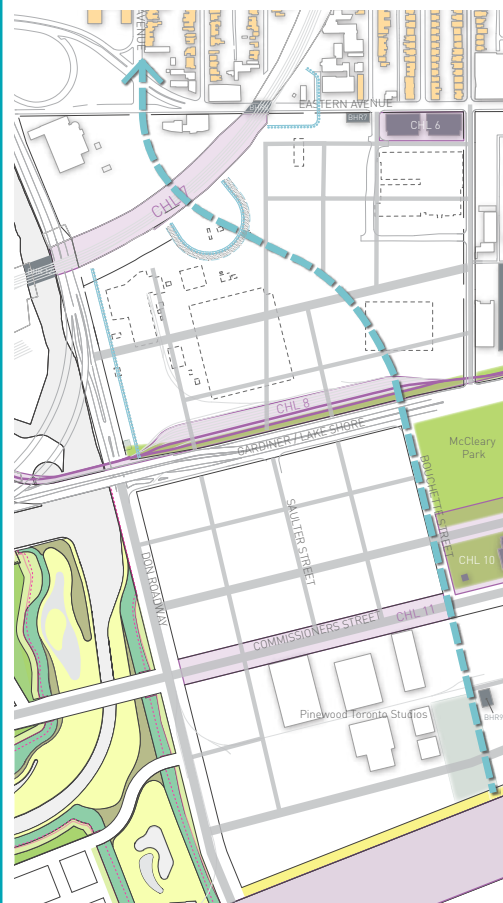 AVENUE
EASTERN AVENUE
BHR7
CHL 6
CHL 7
CHL 8
GARDINER / LAKE SHORE
McCleary
Park
BOUCHETTE STREET
SAULTER STREET
DON ROADWAY
CHL 10
CHL 11
COMMISSIONERS STREET
Pinewood Toronto Studios
BHR9